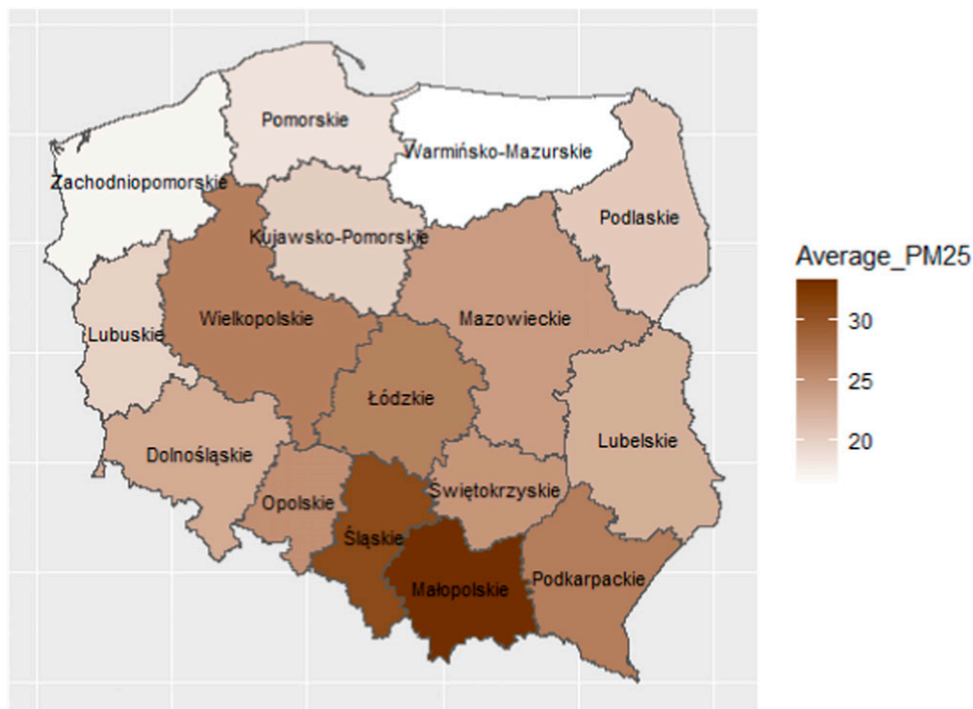 Pomorskie
Warmińsko-Mazurskie
Zachodniopomorskie
Podlaskie
Kujawsko-Pomorskie
Average_PM25
Wielkopolskie
Mazowieckie
30
Lubuskie
25
Łódzkie
Lubelskie
20
Dolnośląskie
Świętokrzyskie
Opolskie
Śląskie
Podkarpackie
Małopolskie